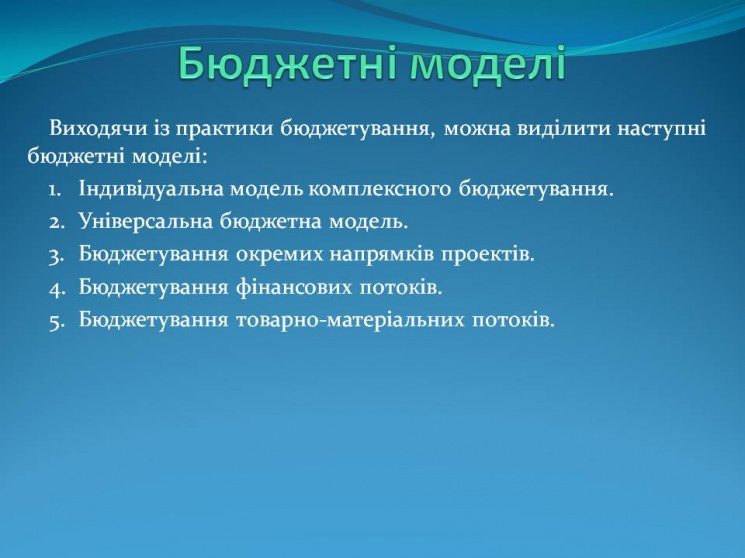 Бюджетні моделі
Виходячи із практики бюджетування, можна виділити наступні
бюджетні моделі:
1. Індивідуальна модель комплексного бюджетування.
2. Універсальна бюджетна модель.
3. Бюджетування окремих напрямків проектів.
4. Бюджетування фінансових потоків.
5. Бюджетування товарно-матеріальних потоків.